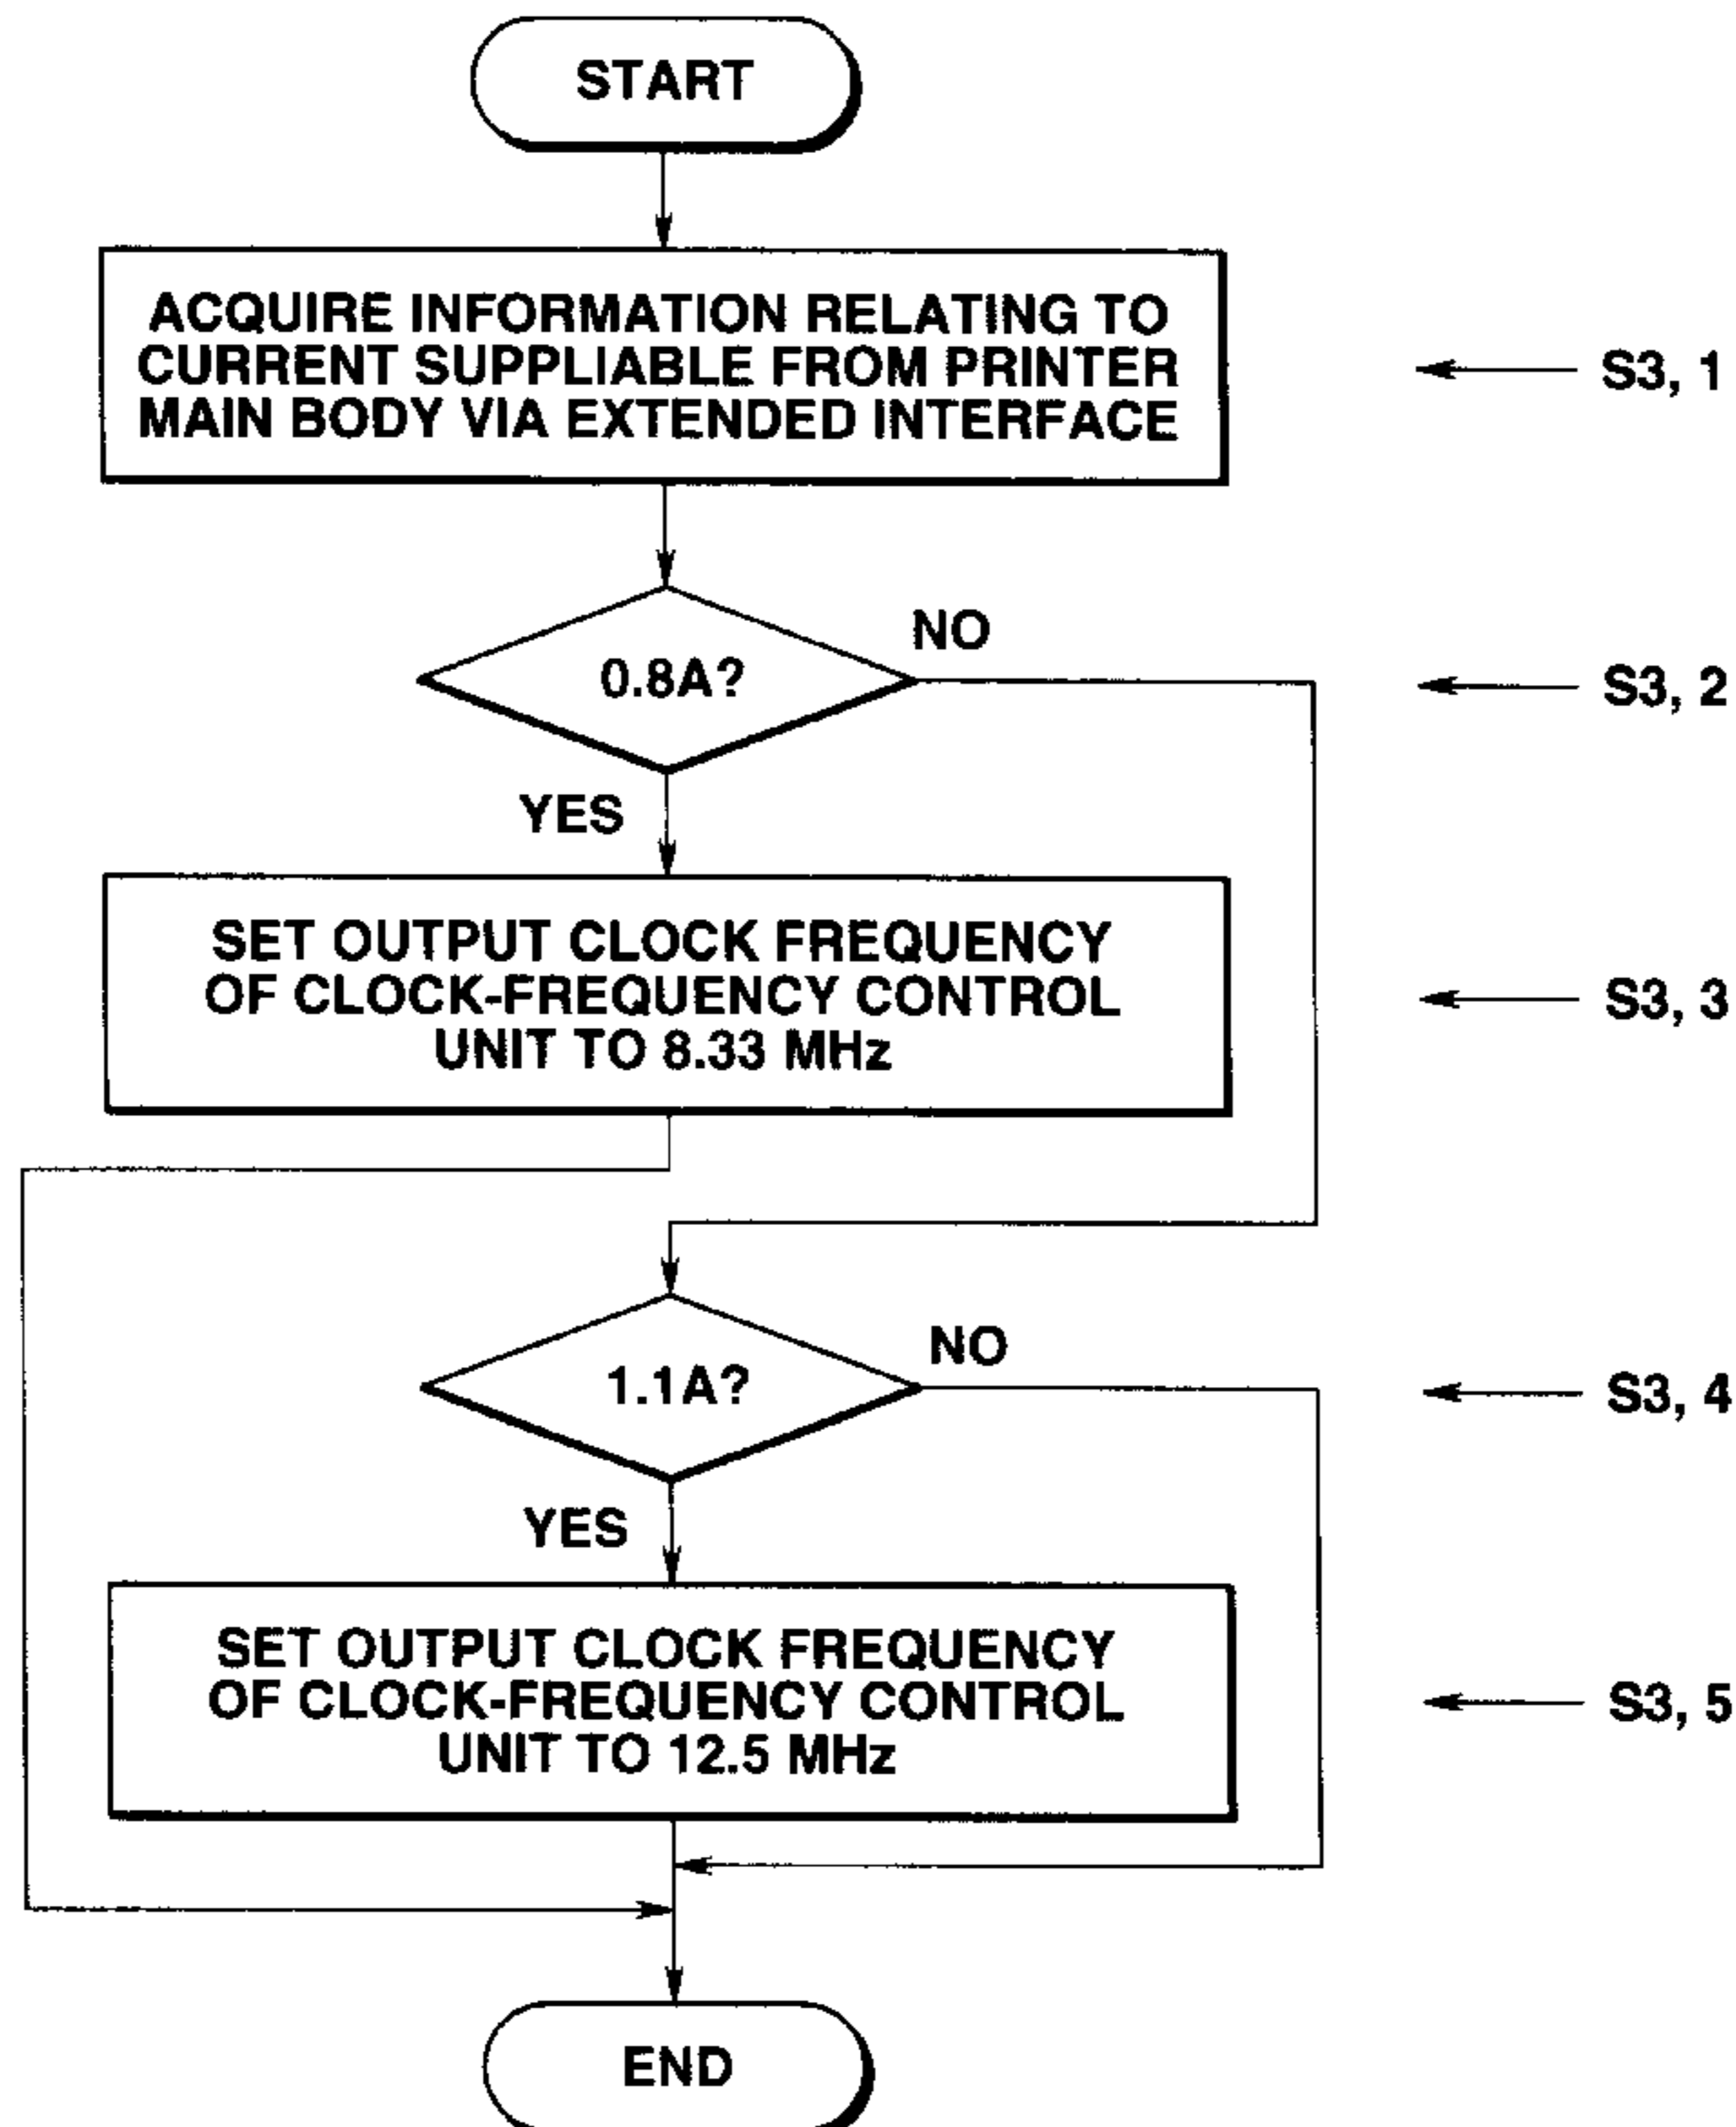 START
ACQUIRE INFORMATION RELATING TO
CURRENT SUPPLIABLE FROM PRINTER
MAIN BODY VIA EXTENDED INTERFACE
S3, 1
NO
0.8A?
S3, 2
YES
SET OUTPUT CLOCK FREQUENCY
OF CLOCK-FREQUENCY CONTROL
UNIT TO 8.33 MHz
S3, 3
NO
1.1A?
S3, 4
YES
SET OUTPUT CLOCK FREQUENCY
OF CLOCK-FREQUENCY CONTROL
UNIT TO 12.5 MHz
S3, 5
END